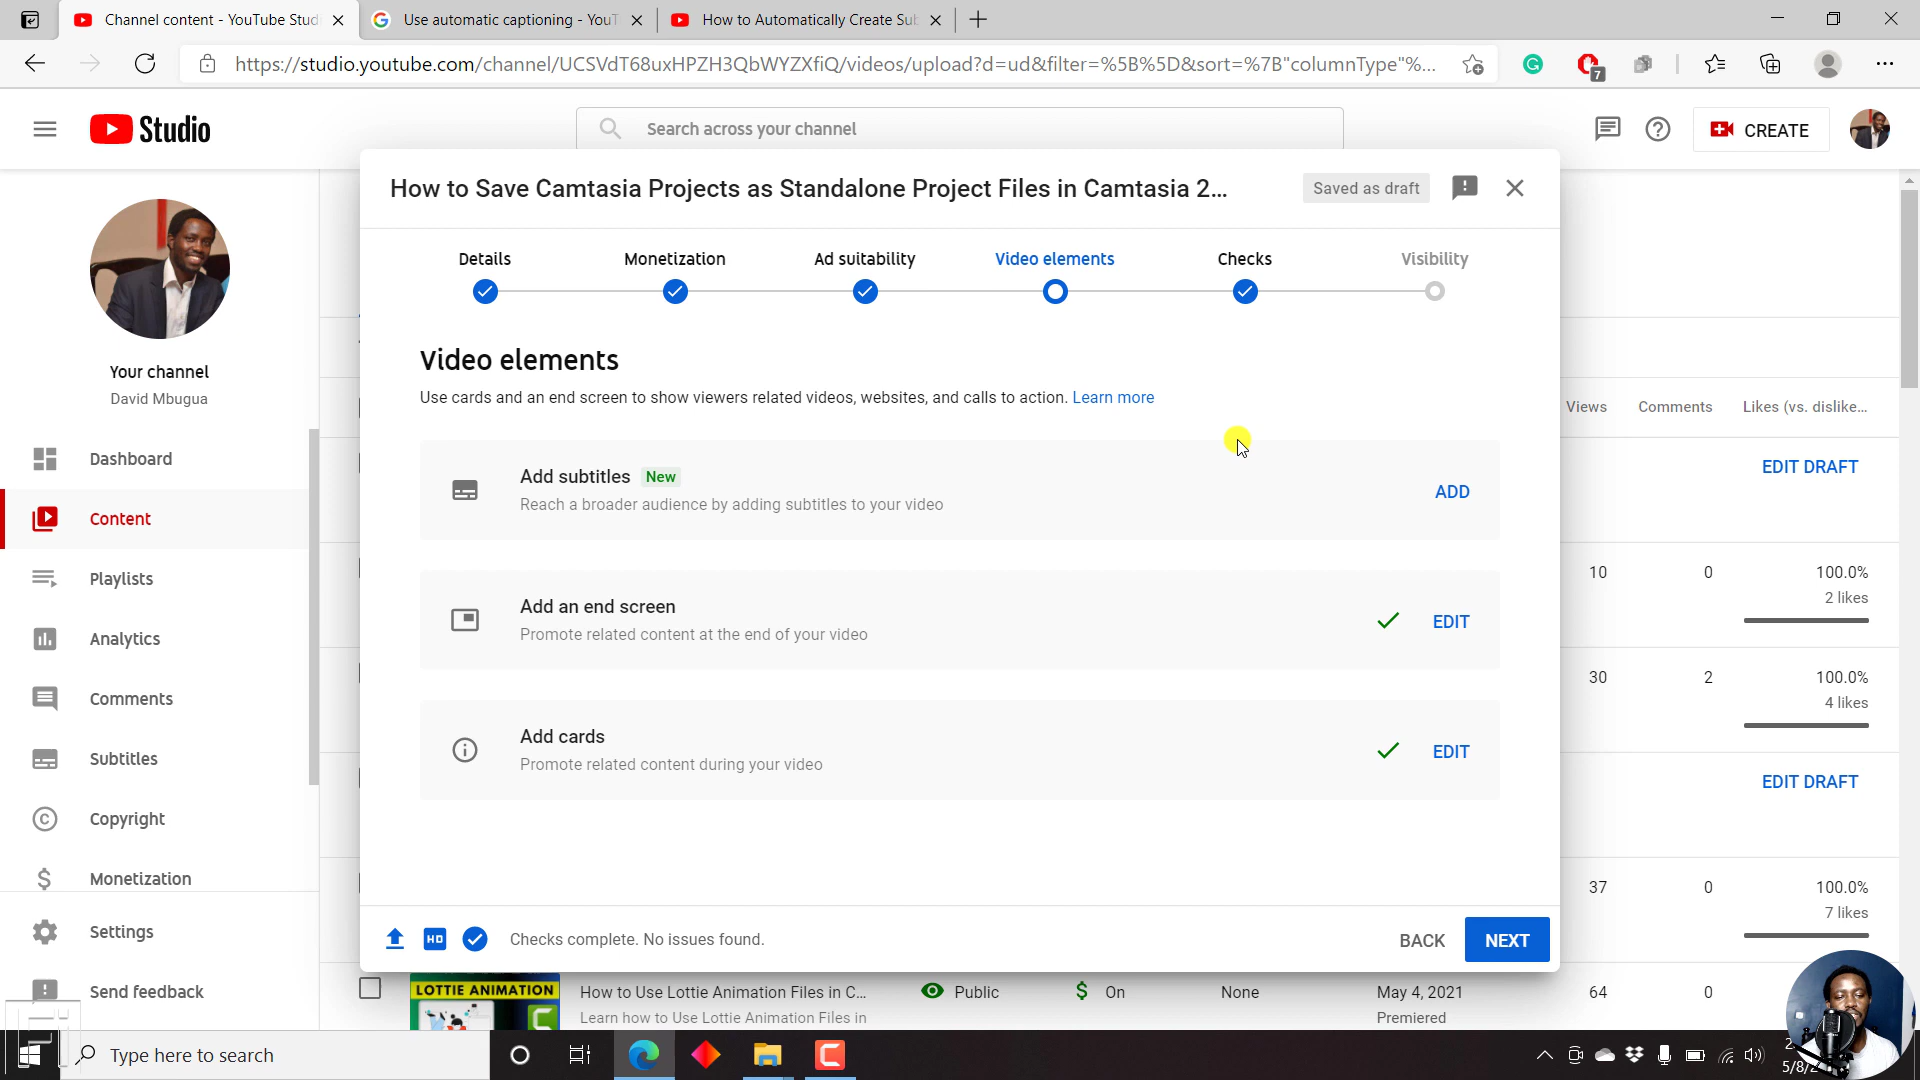 Channel content - YouTube Stud
Use automatic captioning - YouT
How to Automatically Create Sub
https://studio.youtube.com/channel/UCSVdT68uxHPZH3QbWYZXfiQ/videos/upload?d=ud&filter=%5B%5D&sort=%7B"columnType"%...
7
Studio
Search across your channel
CREATE
How to Save Camtasia Projects as Standalone Project Files in Camtasia 2...
Saved as draft
Details
Monetization
Ad suitability
Video elements
Checks
Visibility
Video elements
Use cards and an end screen to show viewers related videos, websites, and calls to action. Learn more
Add subtitles New
Reach a broader audience by adding subtitles to your video
ADD
Add an end screen
Promote related content at the end of your video
EDIT
Add cards
Promote related content during your video
EDIT
HD
Checks complete. No issues found.
BACK
NEXT
Your channel
David Mbugua
Dashboard
Content
Playlists
Analytics
Comments
Subtitles
Copyright
Monetization
Settings
Send feedback
Views
Comments
Likes (vs. dislike...
EDIT DRAFT
10
0
100.0%
2 likes
30
2
100.0%
4 likes
EDIT DRAFT
37
0
100.0%
7 likes
LOTTIE ANIMATION
How to Use Lottie Animation Files in C...
Learn how to Use Lottie Animation Files in
Public
On
None
May 4, 2021
Premiered
64
0
Type here to search